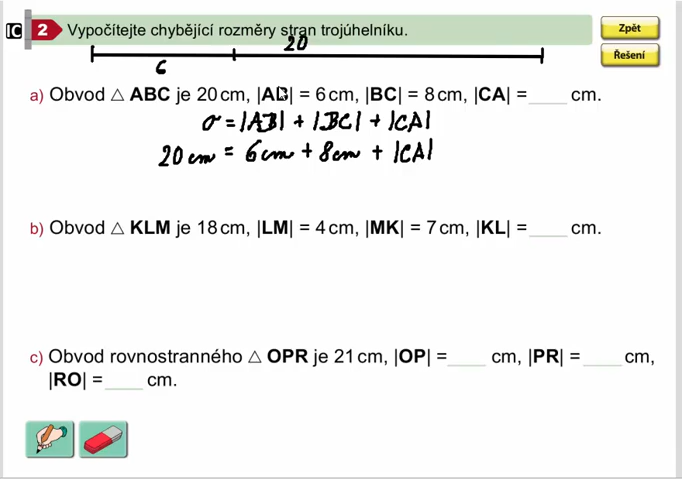 2 Vypočítejte chybějící rozměry stran trojúhelníku.
Zpět
Řešení
20
6
a) Obvod △ ABC je 20 cm, |AB| = 6 cm, |BC| = 8 cm, |CA| = ____ cm.
o = |AB| + |BC| + |CA|
20 cm = 6 cm + 8 cm + |CA|
b) Obvod △ KLM je 18 cm, |LM| = 4 cm, |MK| = 7 cm, |KL| = ____ cm.
c) Obvod rovnostranného △ OPR je 21 cm, |OP| = ____ cm, |PR| = ____ cm,
|RO| = ____ cm.